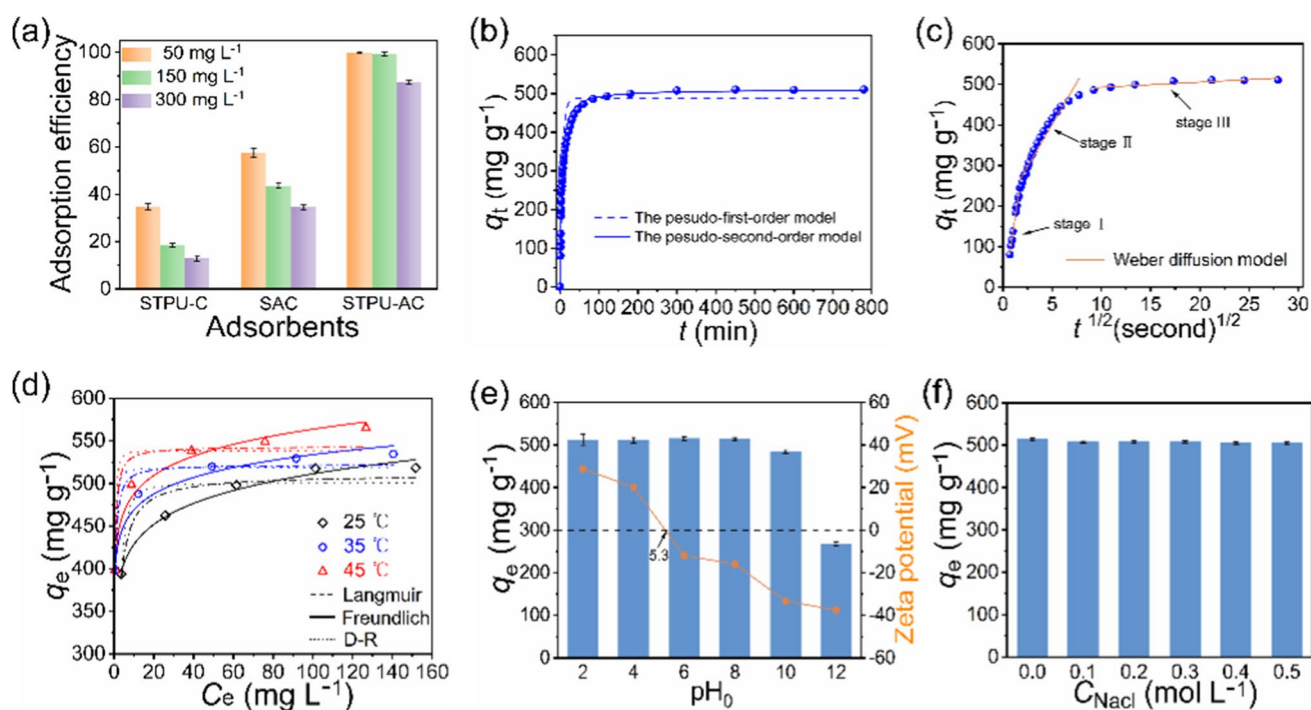 (a)
Adsorption efficiency
100
80
60
40
20
0
50 mg L⁻¹
150 mg L⁻¹
300 mg L⁻¹
STPU-C SAC STPU-AC
Adsorbents
(b)
qt (mg g⁻¹)
600
500
400
300
200
100
0
The pesudo-first-order model
The pesudo-second-order model
0 100 200 300 400 500 600 700 800
t (min)
(c)
qt (mg g⁻¹)
600
500
400
300
200
100
0
stage III
stage II
stage I
Weber diffusion model
0 5 10 15 20 25 30
t 1/2 (second)1/2
(d)
qe (mg g⁻¹)
600
550
500
450
400
350
300
25 ℃
35 ℃
45 ℃
Langmuir
Freundlich
D-R
0 20 40 60 80 100 120 140 160
Ce (mg L⁻¹)
(e)
qe (mg g⁻¹)
600
500
400
300
200
100
0
5.3
60
40
20
0
-20
-40
-60
Zeta potential (mV)
2 4 6 8 10 12
pH0
(f)
qe (mg g⁻¹)
600
500
400
300
200
100
0
0.0 0.1 0.2 0.3 0.4 0.5
CNacl (mol L⁻¹)